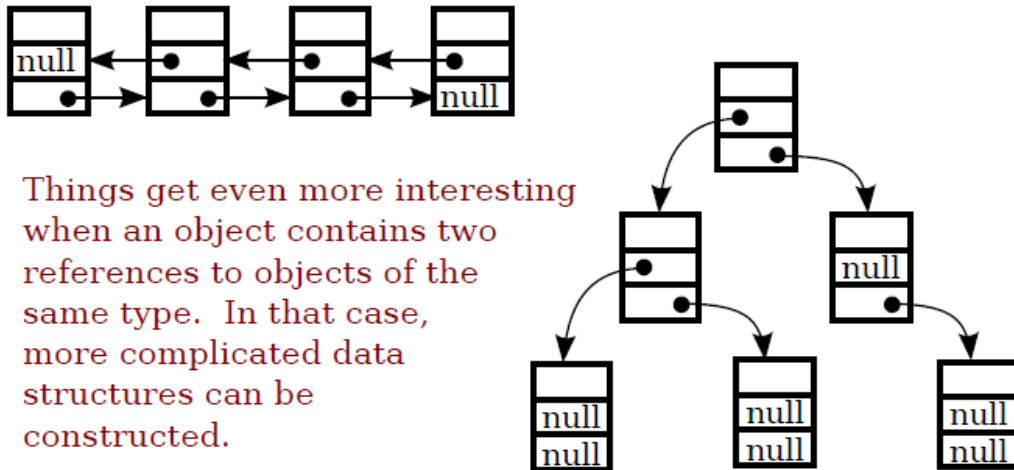 null
null
Things get even more interesting
when an object contains two
references to objects of the
same type.  In that case,
more complicated data
structures can be
constructed.
null
null
null
null
null
null
null